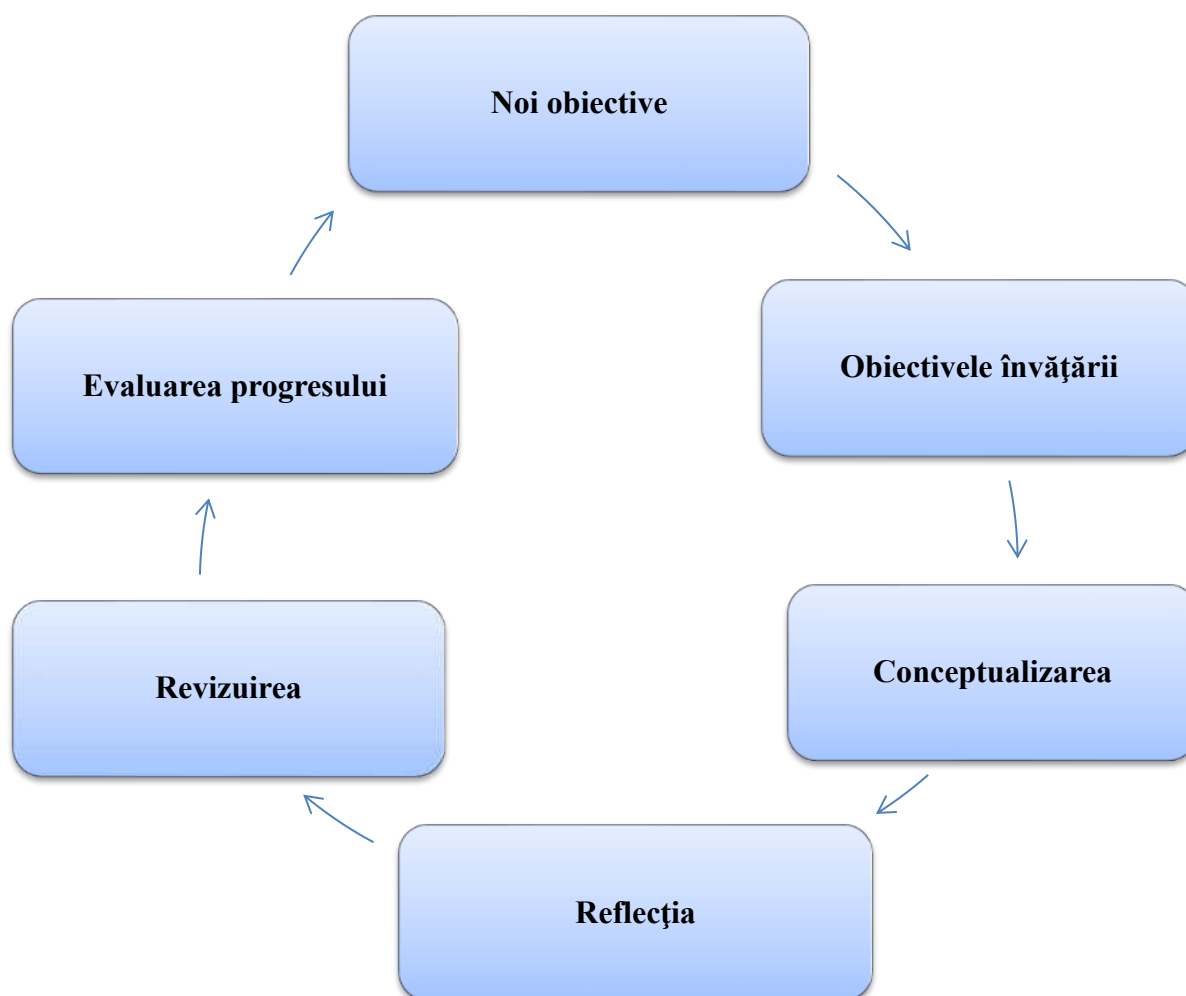 Noi obiective
Obiectivele învăţării
Conceptualizarea
Reflecţia
Revizuirea
Evaluarea progresului